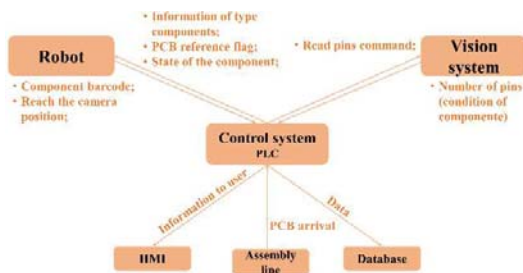 • Information of type
components;
• PCB reference flag;
• State of the component;
• Read pins command;
Robot
Vision
system
• Component barcode;
• Reach the camera
position;
• Number of pins
(condition of
componente)
Control system
PLC
Information to user
PCB arrival
Data
HMI
Assembly
line
Database